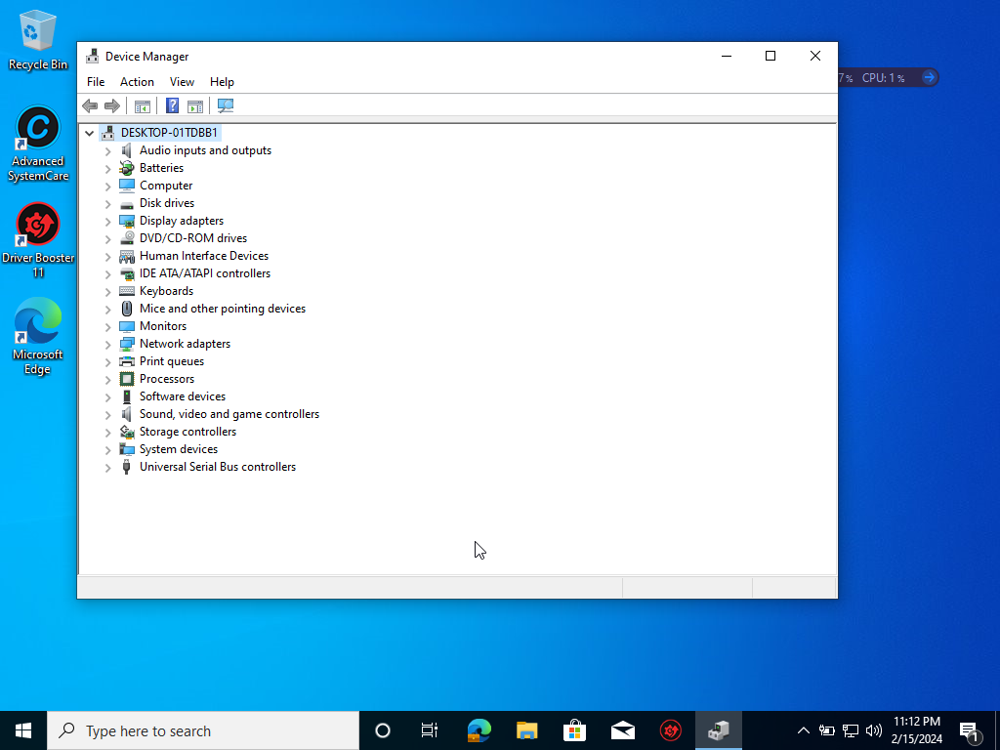 Recycle Bin
Advanced
SystemCare
Driver Booster
11
Microsoft
Edge
Device Manager
File Action View Help
7% CPU: 1%
DESKTOP-01TDBB1
Audio inputs and outputs
Batteries
Computer
Disk drives
Display adapters
DVD/CD-ROM drives
Human Interface Devices
IDE ATA/ATAPI controllers
Keyboards
Mice and other pointing devices
Monitors
Network adapters
Print queues
Processors
Software devices
Sound, video and game controllers
Storage controllers
System devices
Universal Serial Bus controllers
Type here to search
11:12 PM
2/15/2024
1